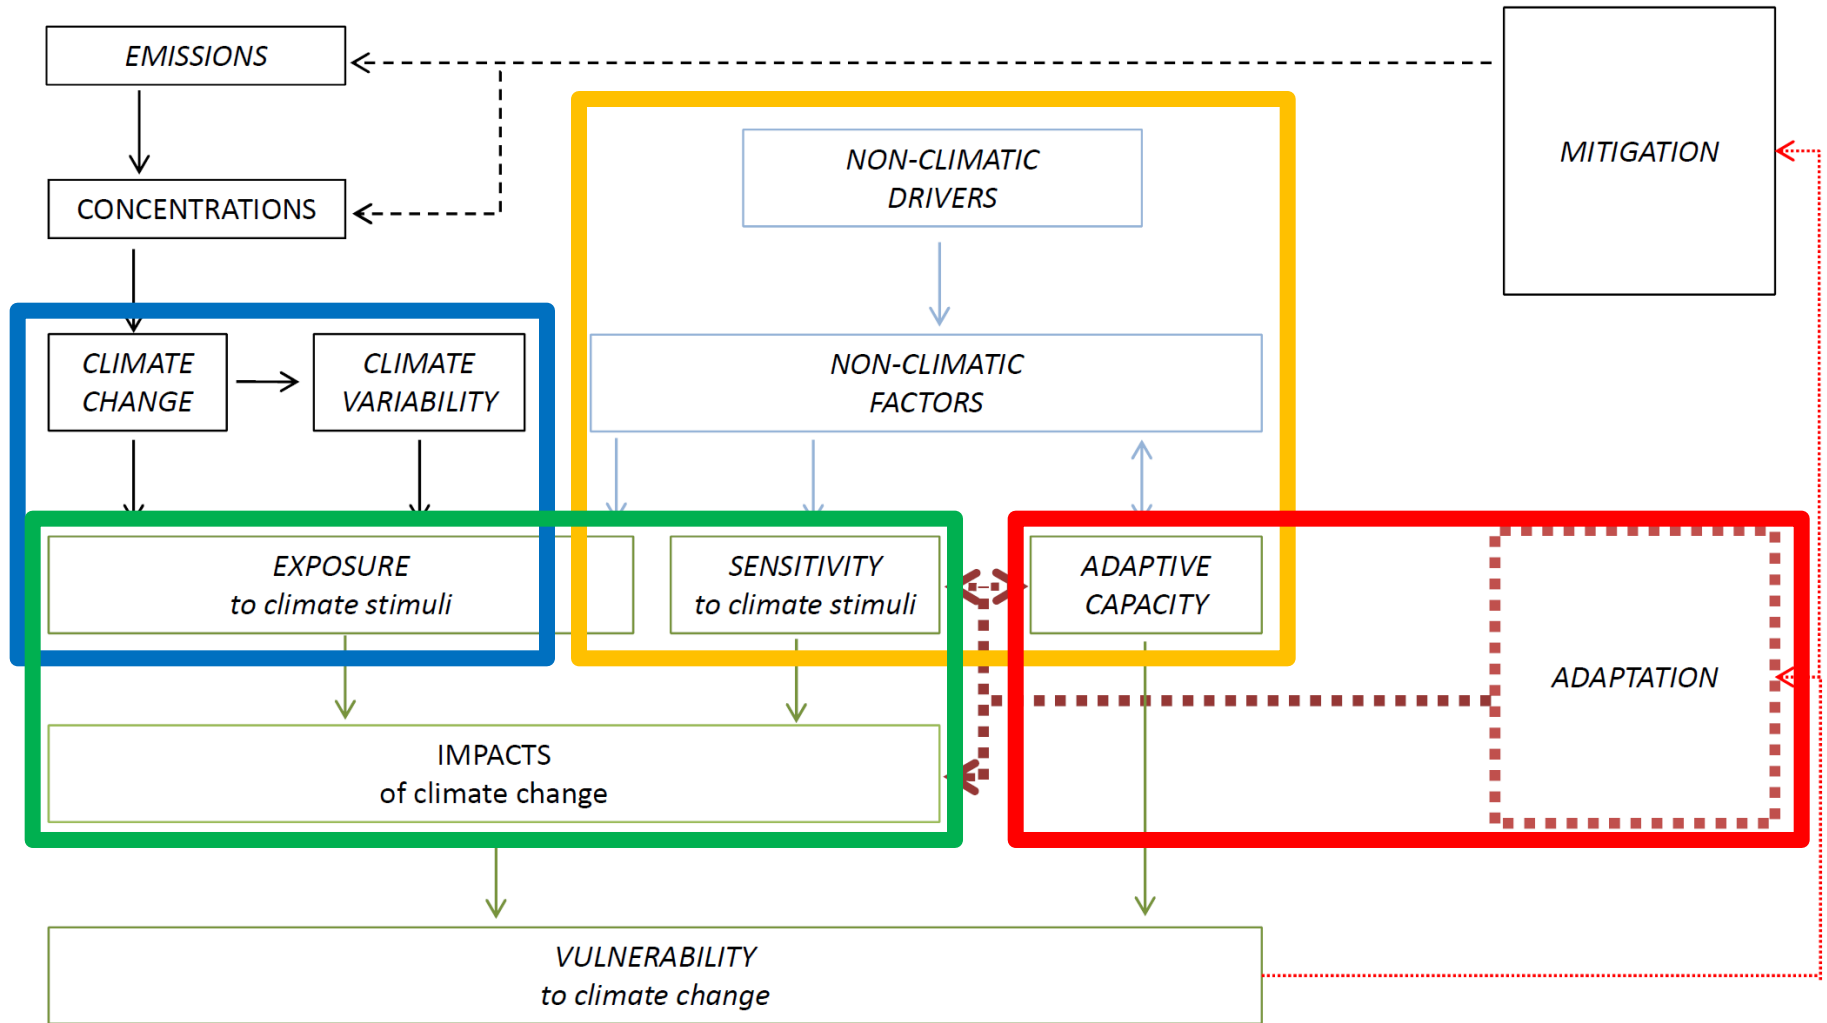 EMISSIONS
MITIGATION
NON-CLIMATIC
DRIVERS
CONCENTRATIONS
CLIMATE
CHANGE
CLIMATE
VARIABILITY
NON-CLIMATIC
FACTORS
EXPOSURE
to climate stimuli
SENSITIVITY
to climate stimuli
ADAPTIVE
CAPACITY
ADAPTATION
IMPACTS
of climate change
VULNERABILITY
to climate change